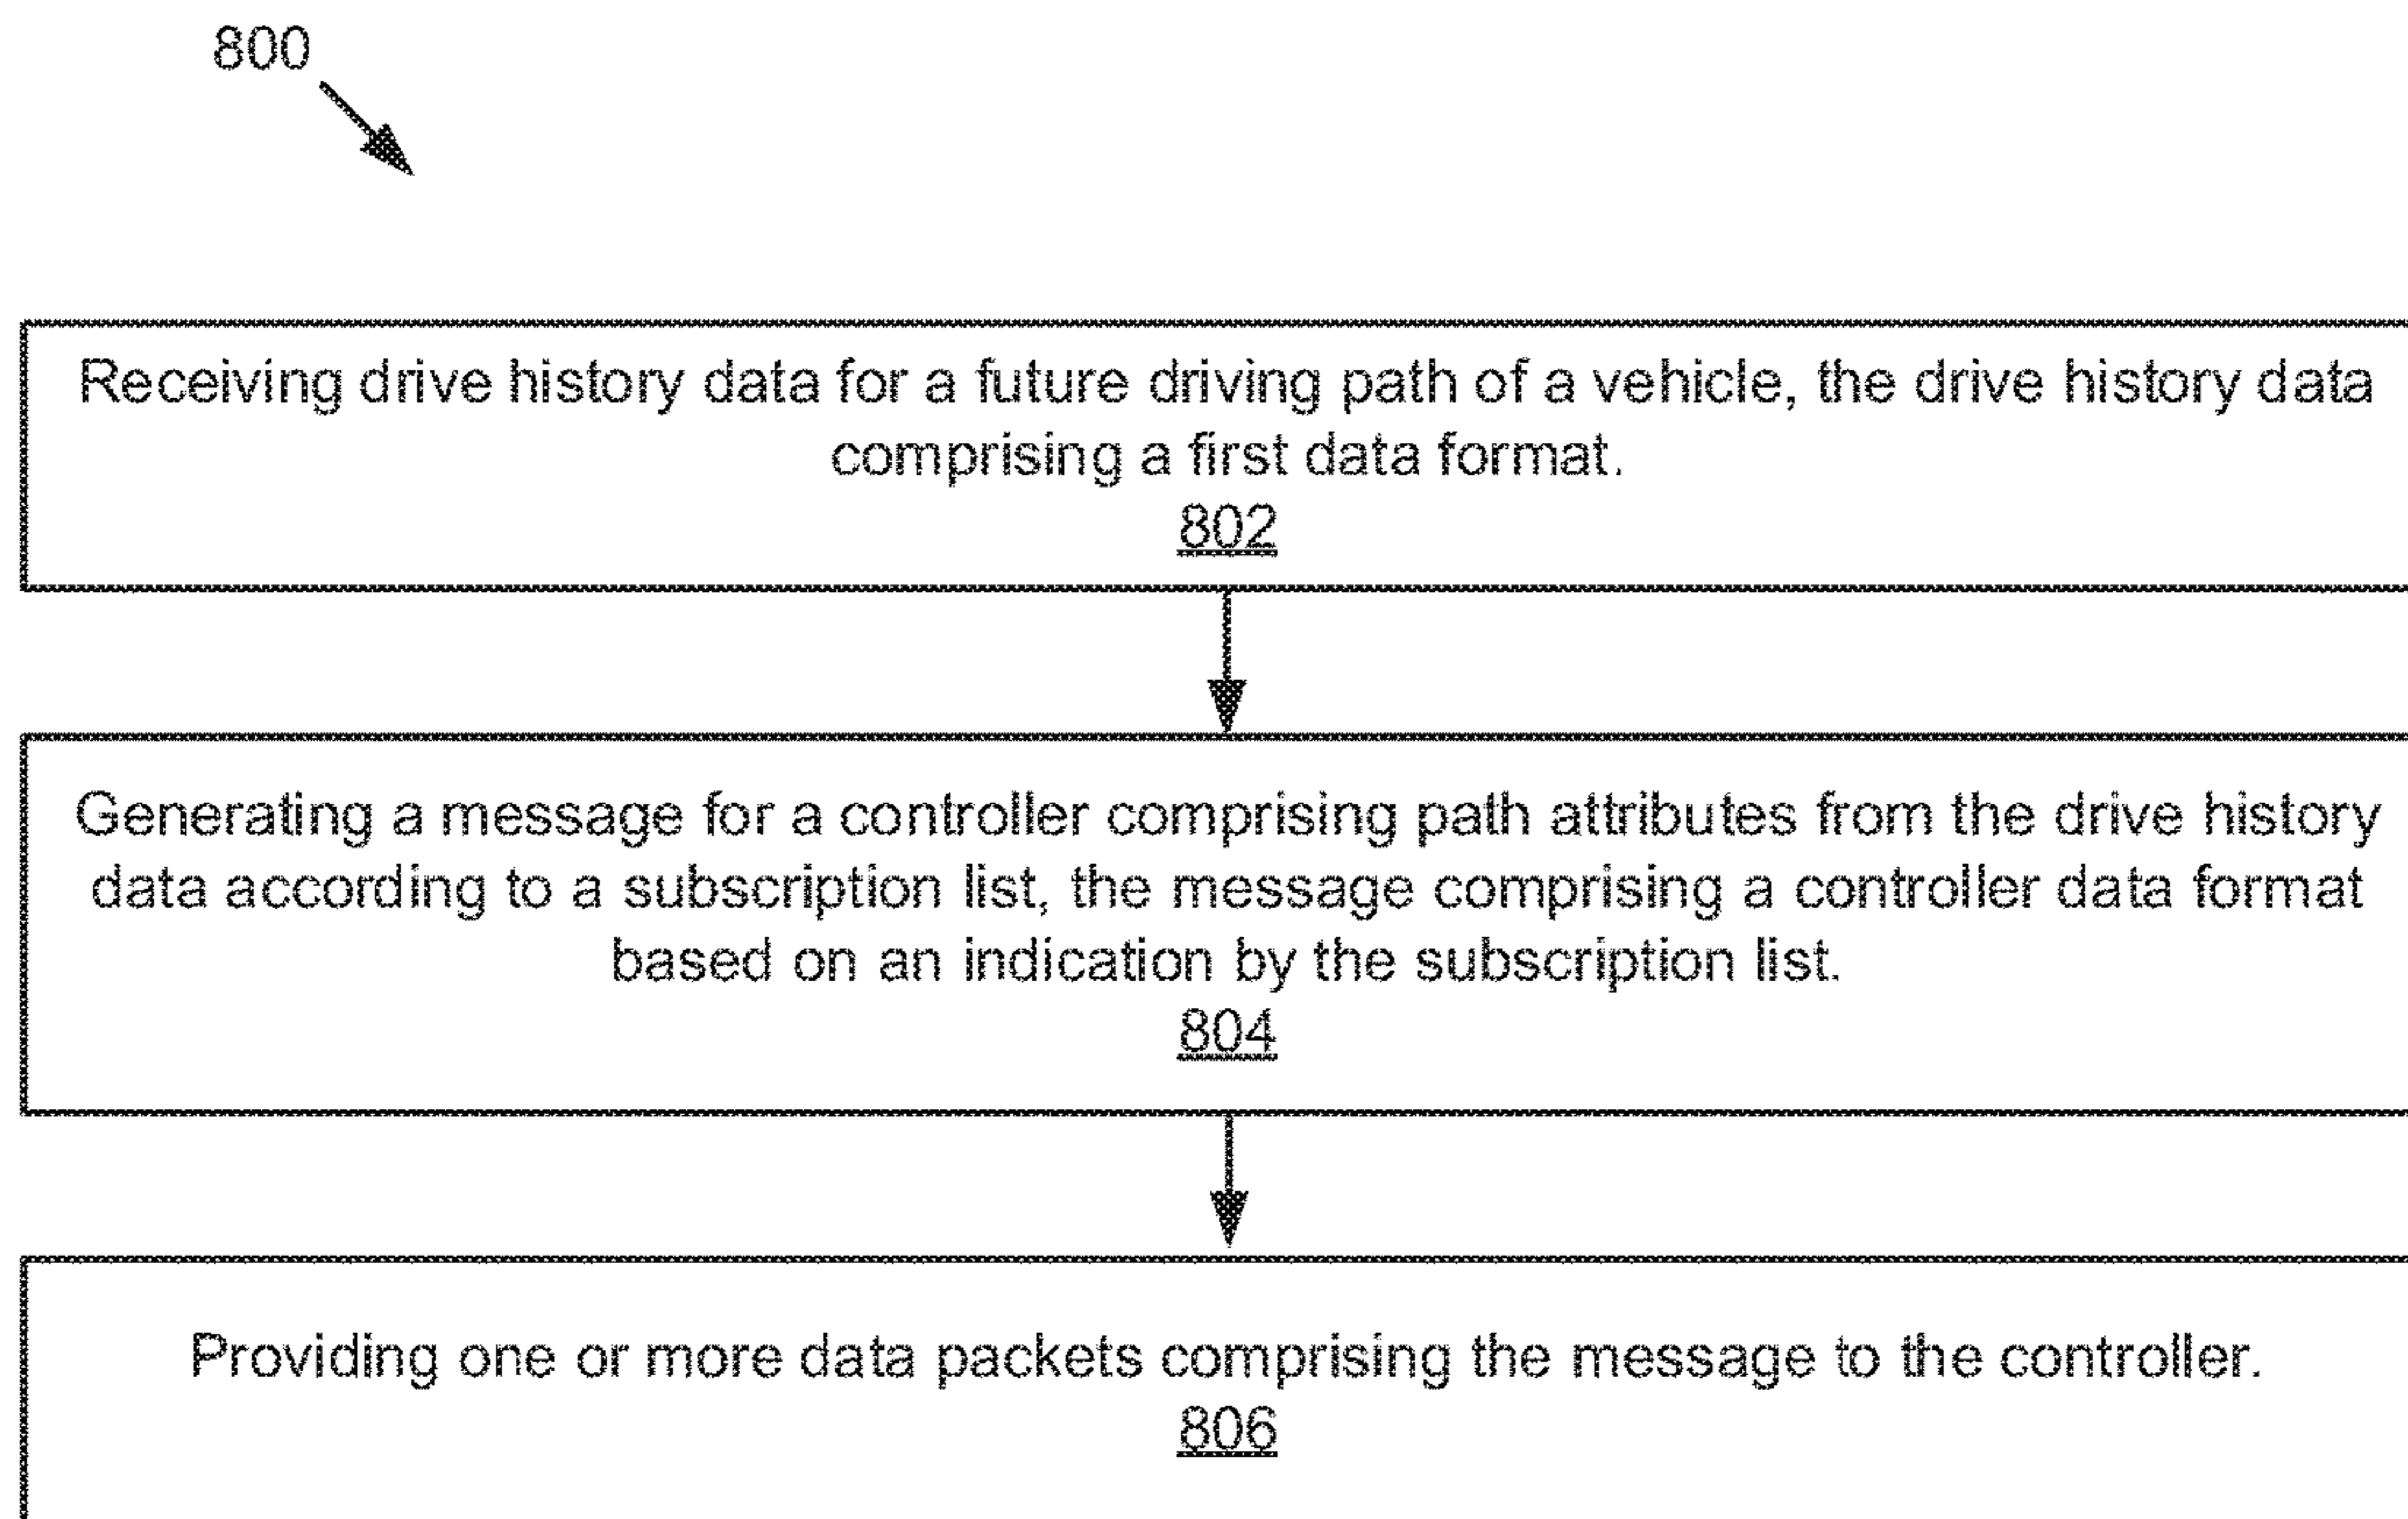 800
Receiving drive history data for a future driving path of a vehicle, the drive history data
comprising a first data format.
802
Generating a message for a controller comprising path attributes from the drive history
data according to a subscription list, the message comprising a controller data format
based on an indication by the subscription list.
804
Providing one or more data packets comprising the message to the controller.
806